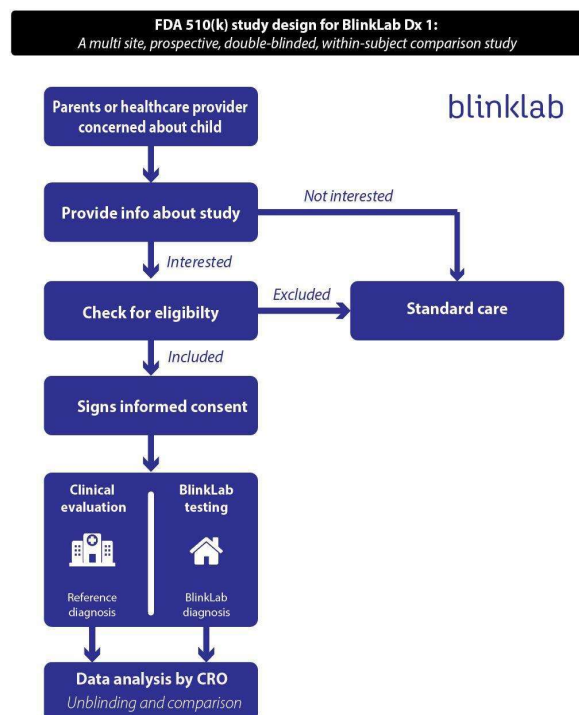 FDA 510(k) study design for BlinkLab Dx 1:
A multi site, prospective, double-blinded, within-subject comparison study
Parents or healthcare provider
concerned about child
blinklab
Provide info about study
Not interested
Interested
Check for eligibilty
Excluded
Standard care
Included
Signs informed consent
Clinical
evaluation
BlinkLab
testing
Reference
diagnosis
BlinkLab
diagnosis
Data analysis by CRO
Unblinding and comparison